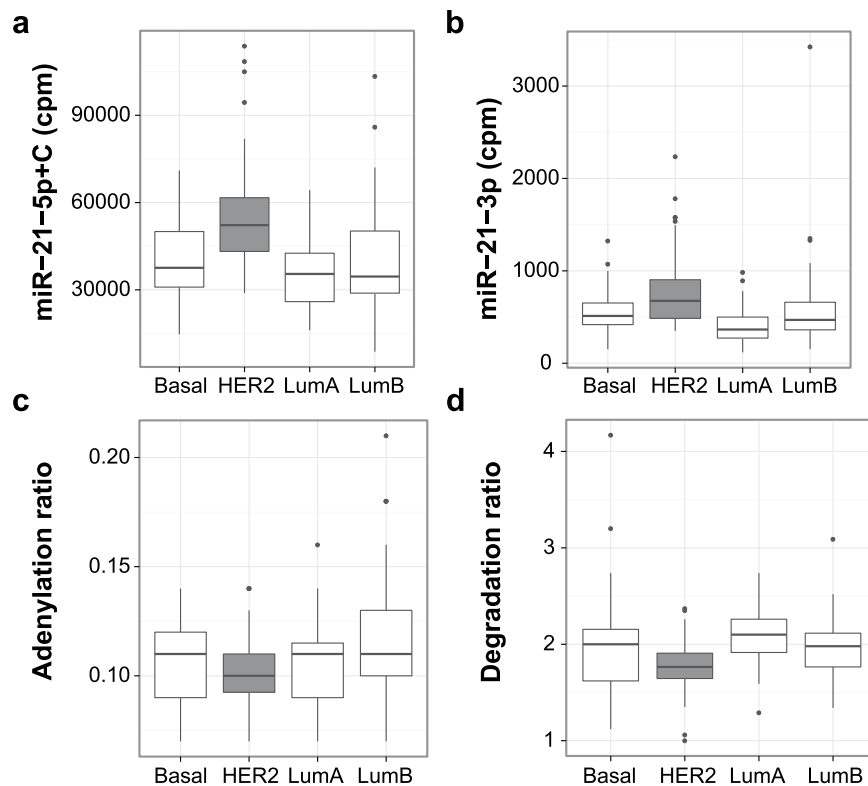 a
miR−21−5p+C (cpm)
90000
60000
30000
Basal HER2 LumA LumB
b
miR−21−3p (cpm)
3000
2000
1000
0
Basal HER2 LumA LumB
c
Adenylation ratio
0.20
0.15
0.10
Basal HER2 LumA LumB
d
Degradation ratio
4
3
2
1
Basal HER2 LumA LumB